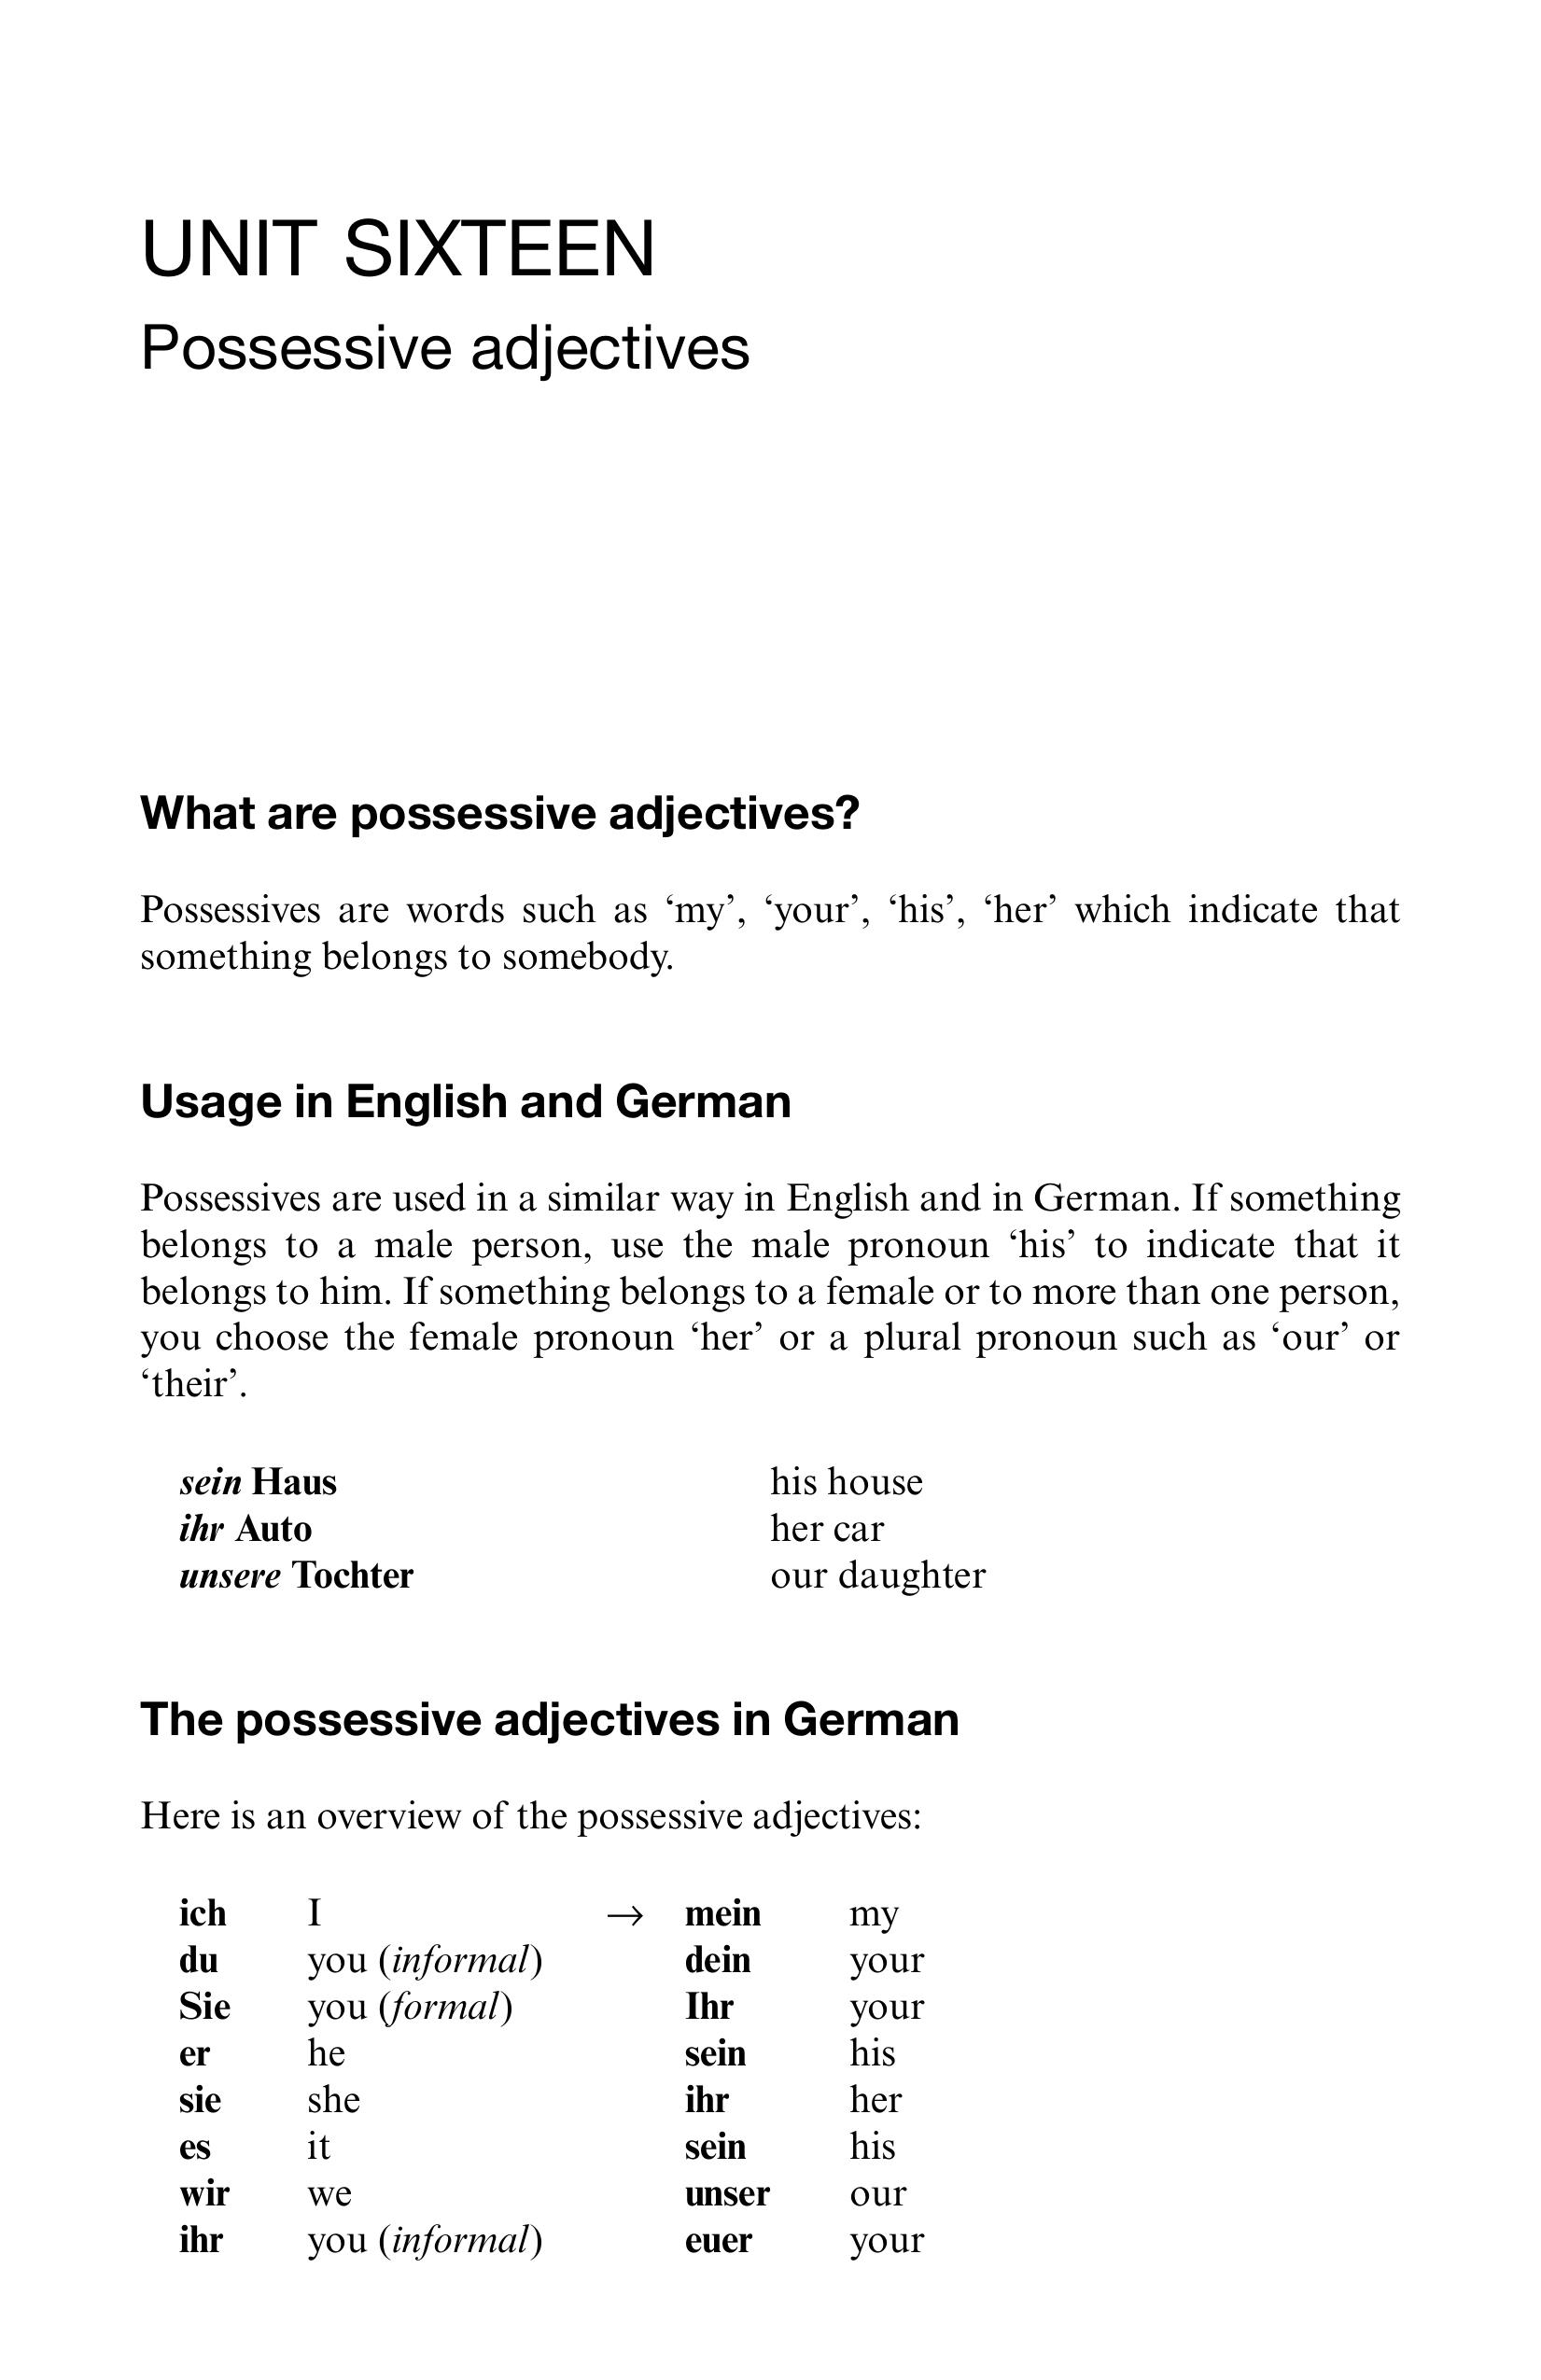 UNIT SIXTEEN
Possessive adjectives
What are possessive adjectives?
Possessives are words such as ‘my’, ‘your’, ‘his’, ‘her’ which indicate that
something belongs to somebody.
Usage in English and German
Possessives are used in a similar way in English and in German. If something
belongs to a male person, use the male pronoun ‘his’ to indicate that it
belongs to him. If something belongs to a female or to more than one person,
you choose the female pronoun ‘her’ or a plural pronoun such as ‘our’ or
‘their’.
sein Haus his house
ihr Auto her car
unsere Tochter our daughter
The possessive adjectives in German
Here is an overview of the possessive adjectives:
ich I → mein my
du you (informal) dein your
Sie you (formal) Ihr your
er he sein his
sie she ihr her
es it sein his
wir we unser our
ihr you (informal) euer your